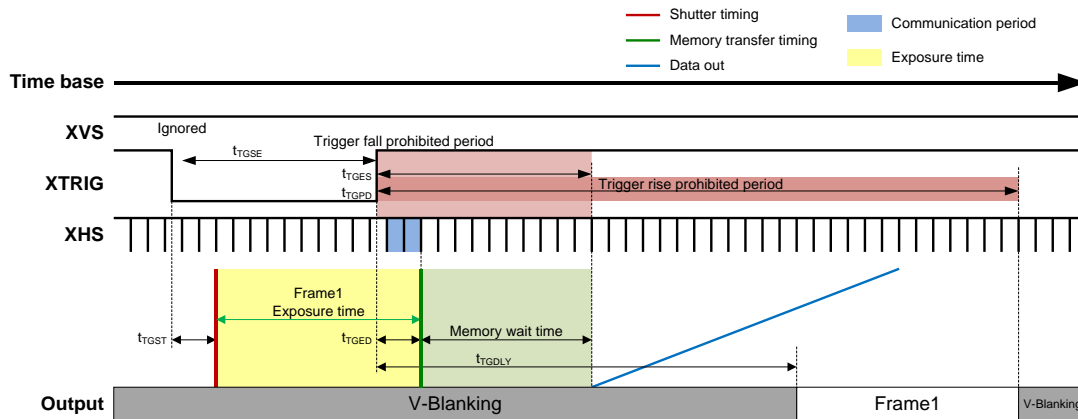 Shutter timing
Communication period
Memory transfer timing
Exposure time
Data out
Time base
XVS
Ignored
Trigger fall prohibited period
tTGSE
tTGES
XTRIG
Trigger rise prohibited period
tTGPD
XHS
Frame1
Exposure time
tTGST
tTGED
Memory wait time
tTGDLY
Output
V-Blanking
Frame1
V-Blanking